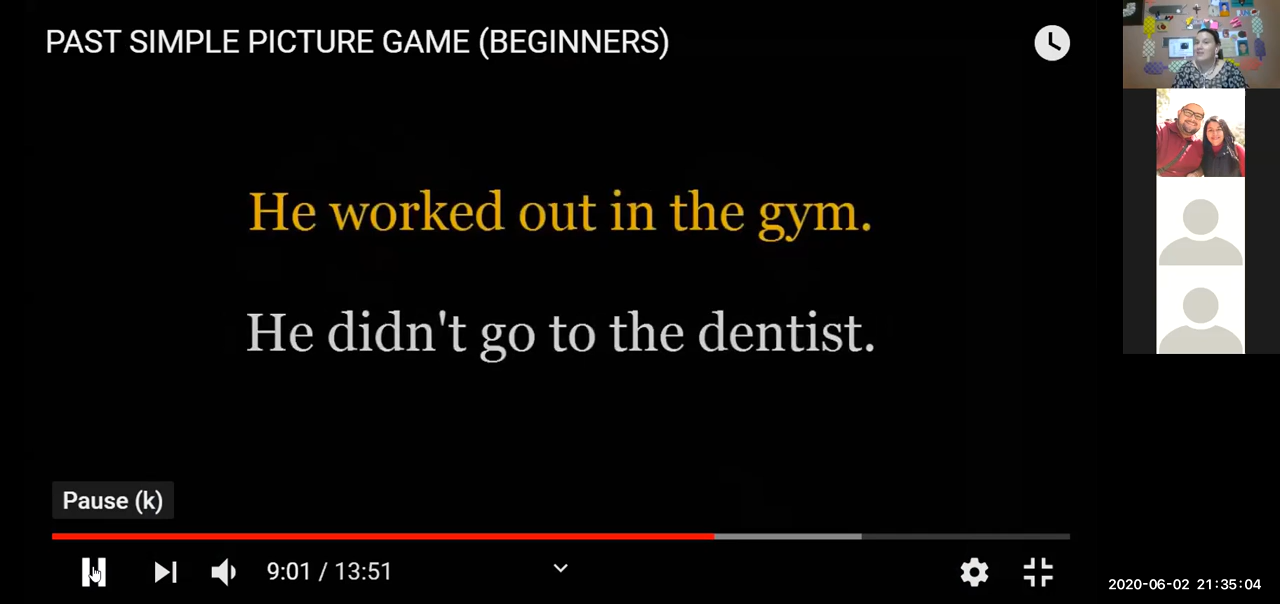 PAST SIMPLE PICTURE GAME (BEGINNERS)
He worked out in the gym.
He didn't go to the dentist.
Pause (k)
9:01 / 13:51
2020-06-02 21:35:04